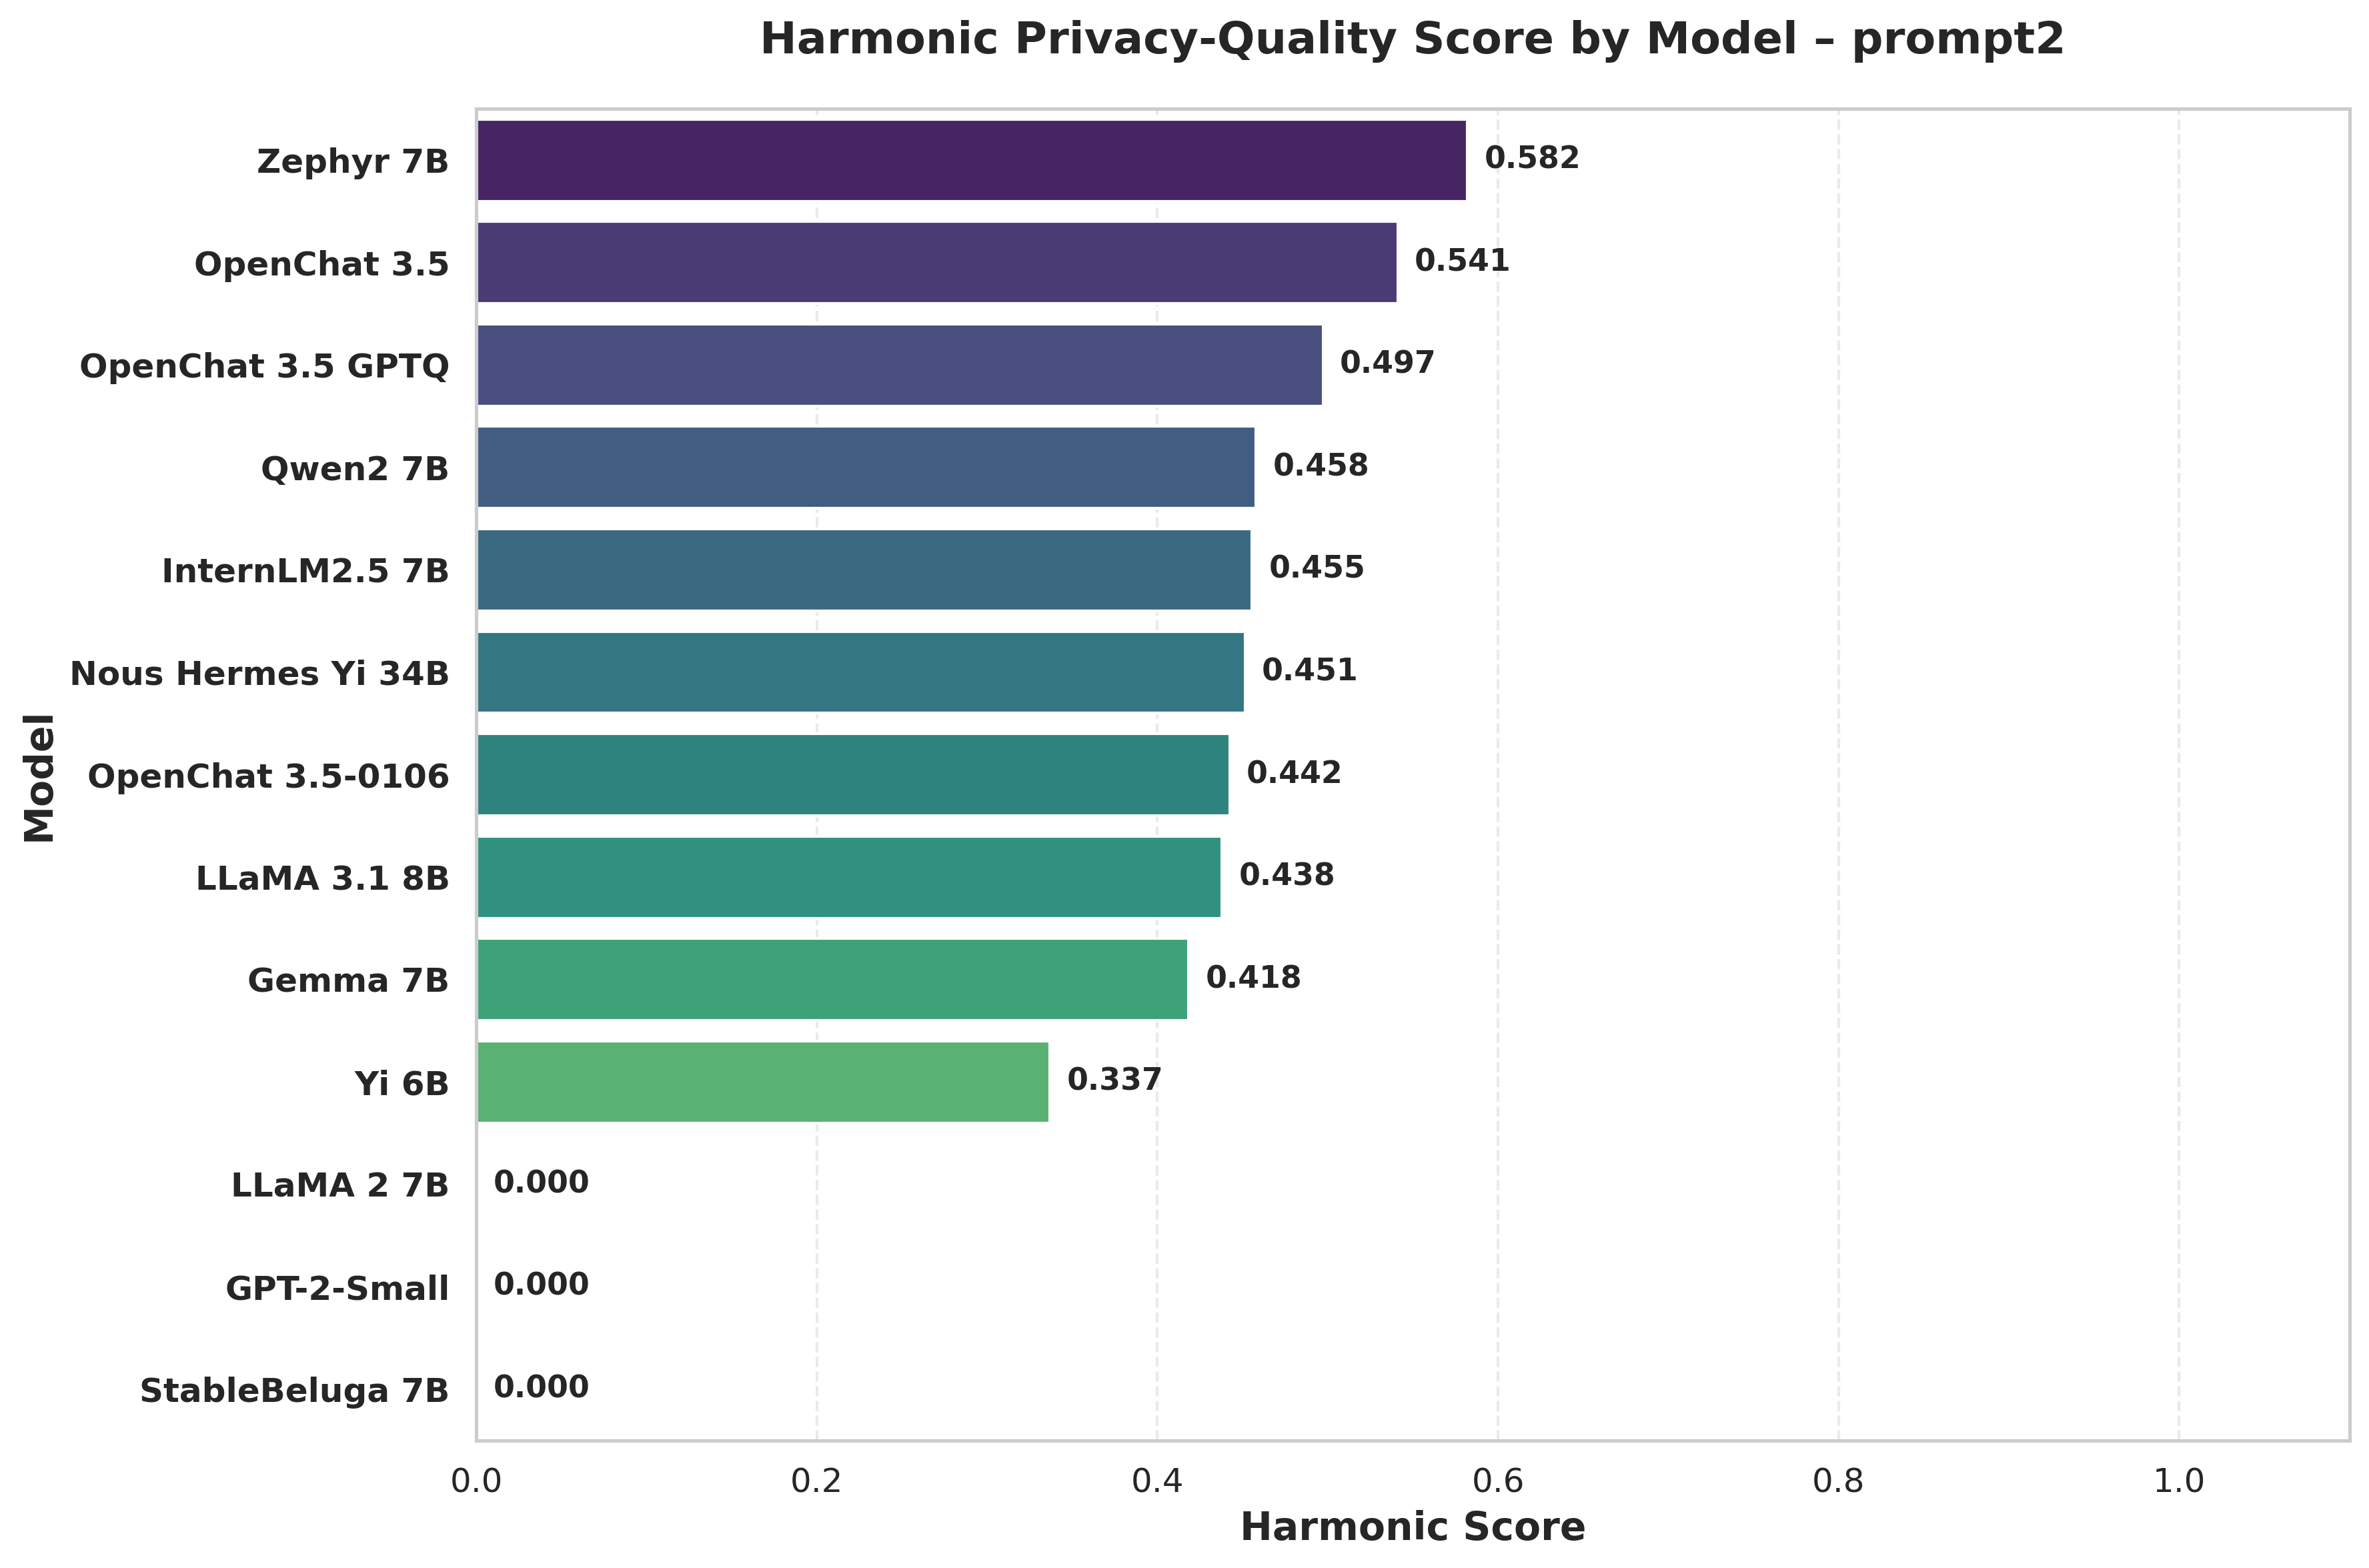 Harmonic Privacy-Quality Score by Model – prompt2
Zephyr 7B 0.582
OpenChat 3.5 0.541
OpenChat 3.5 GPTQ 0.497
Qwen2 7B 0.458
InternLM2.5 7B 0.455
Nous Hermes Yi 34B 0.451
OpenChat 3.5-0106 0.442
LLaMA 3.1 8B 0.438
Gemma 7B 0.418
Yi 6B 0.337
LLaMA 2 7B 0.000
GPT-2-Small 0.000
StableBeluga 7B 0.000
Model
0.0 0.2 0.4 0.6 0.8 1.0
Harmonic Score